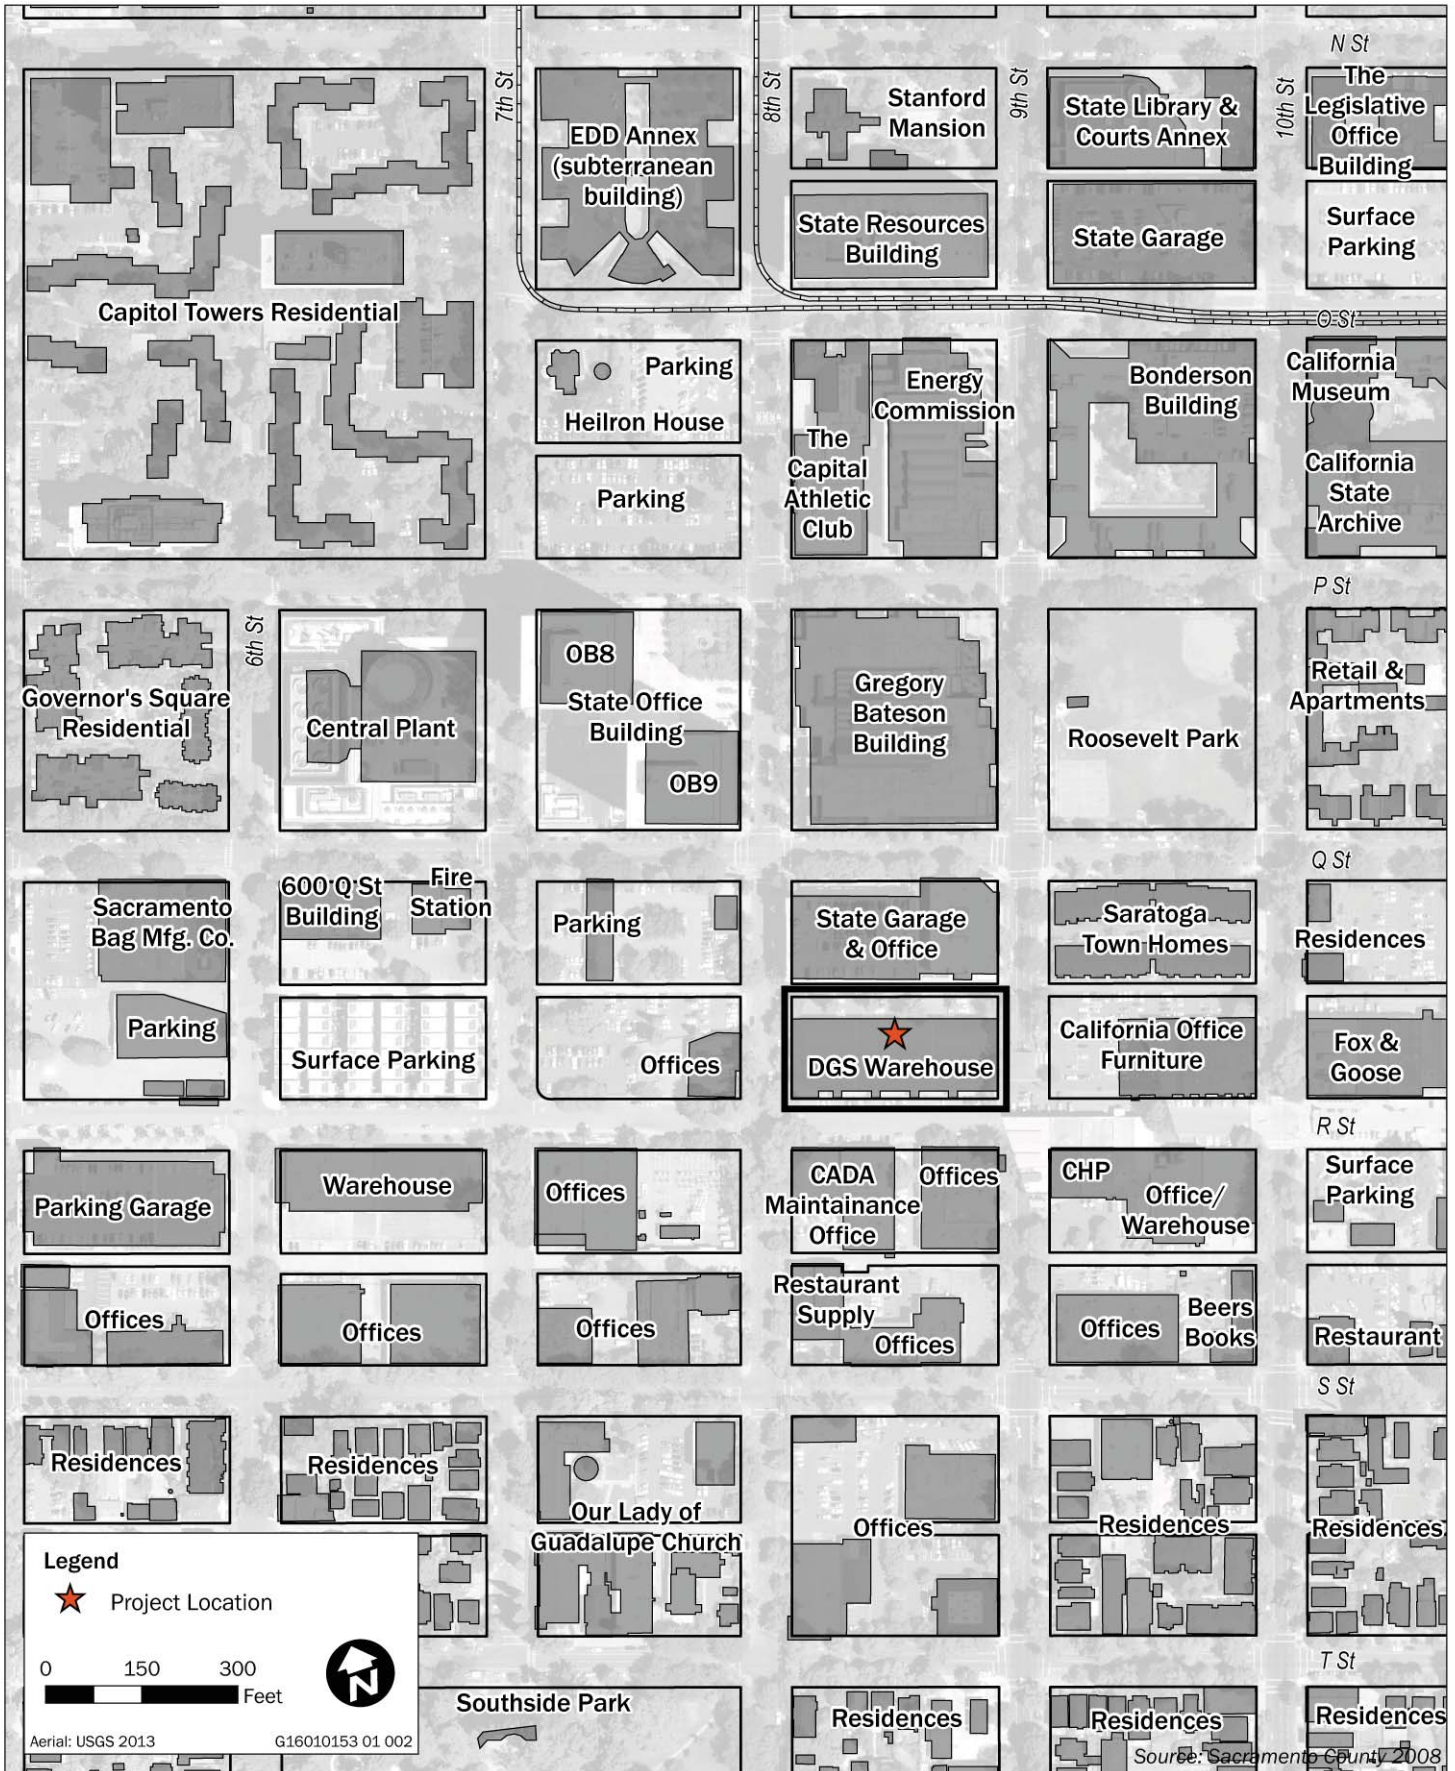 N St
7th St
8th St
9th St
10th St
EDD Annex
(subterranean
building)
Stanford
Mansion
State Library &
Courts Annex
The
Legislative
Office
Building
State Resources
Building
State Garage
Surface
Parking
Capitol Towers Residential
O St
Parking
Heilron House
Parking
The
Capital
Athletic
Club
Energy
Commission
Bonderson
Building
California
Museum
California
State
Archive
P St
6th St
Governor's Square
Residential
Central Plant
OB8
State Office
Building
OB9
Gregory
Bateson
Building
Roosevelt Park
Retail &
Apartments
Q St
Sacramento
Bag Mfg. Co.
600 Q St
Building
Fire
Station
Parking
State Garage
& Office
Saratoga
Town Homes
Residences
Parking
Surface Parking
Offices
DGS Warehouse
California Office
Furniture
Fox &
Goose
R St
Parking Garage
Warehouse
Offices
CADA
Maintainance
Office
Offices
CHP
Office/
Warehouse
Surface
Parking
Offices
Offices
Offices
Restaurant
Supply
Offices
Offices
Beers
Books
Restaurant
S St
Residences
Residences
Our Lady of
Guadalupe Church
Offices
Residences
Residences
T St
Southside Park
Residences
Residences
Residences
Legend
Project Location
0 150 300
Feet
N
Aerial: USGS 2013
G16010153 01 002
Source: Sacramento County 2008